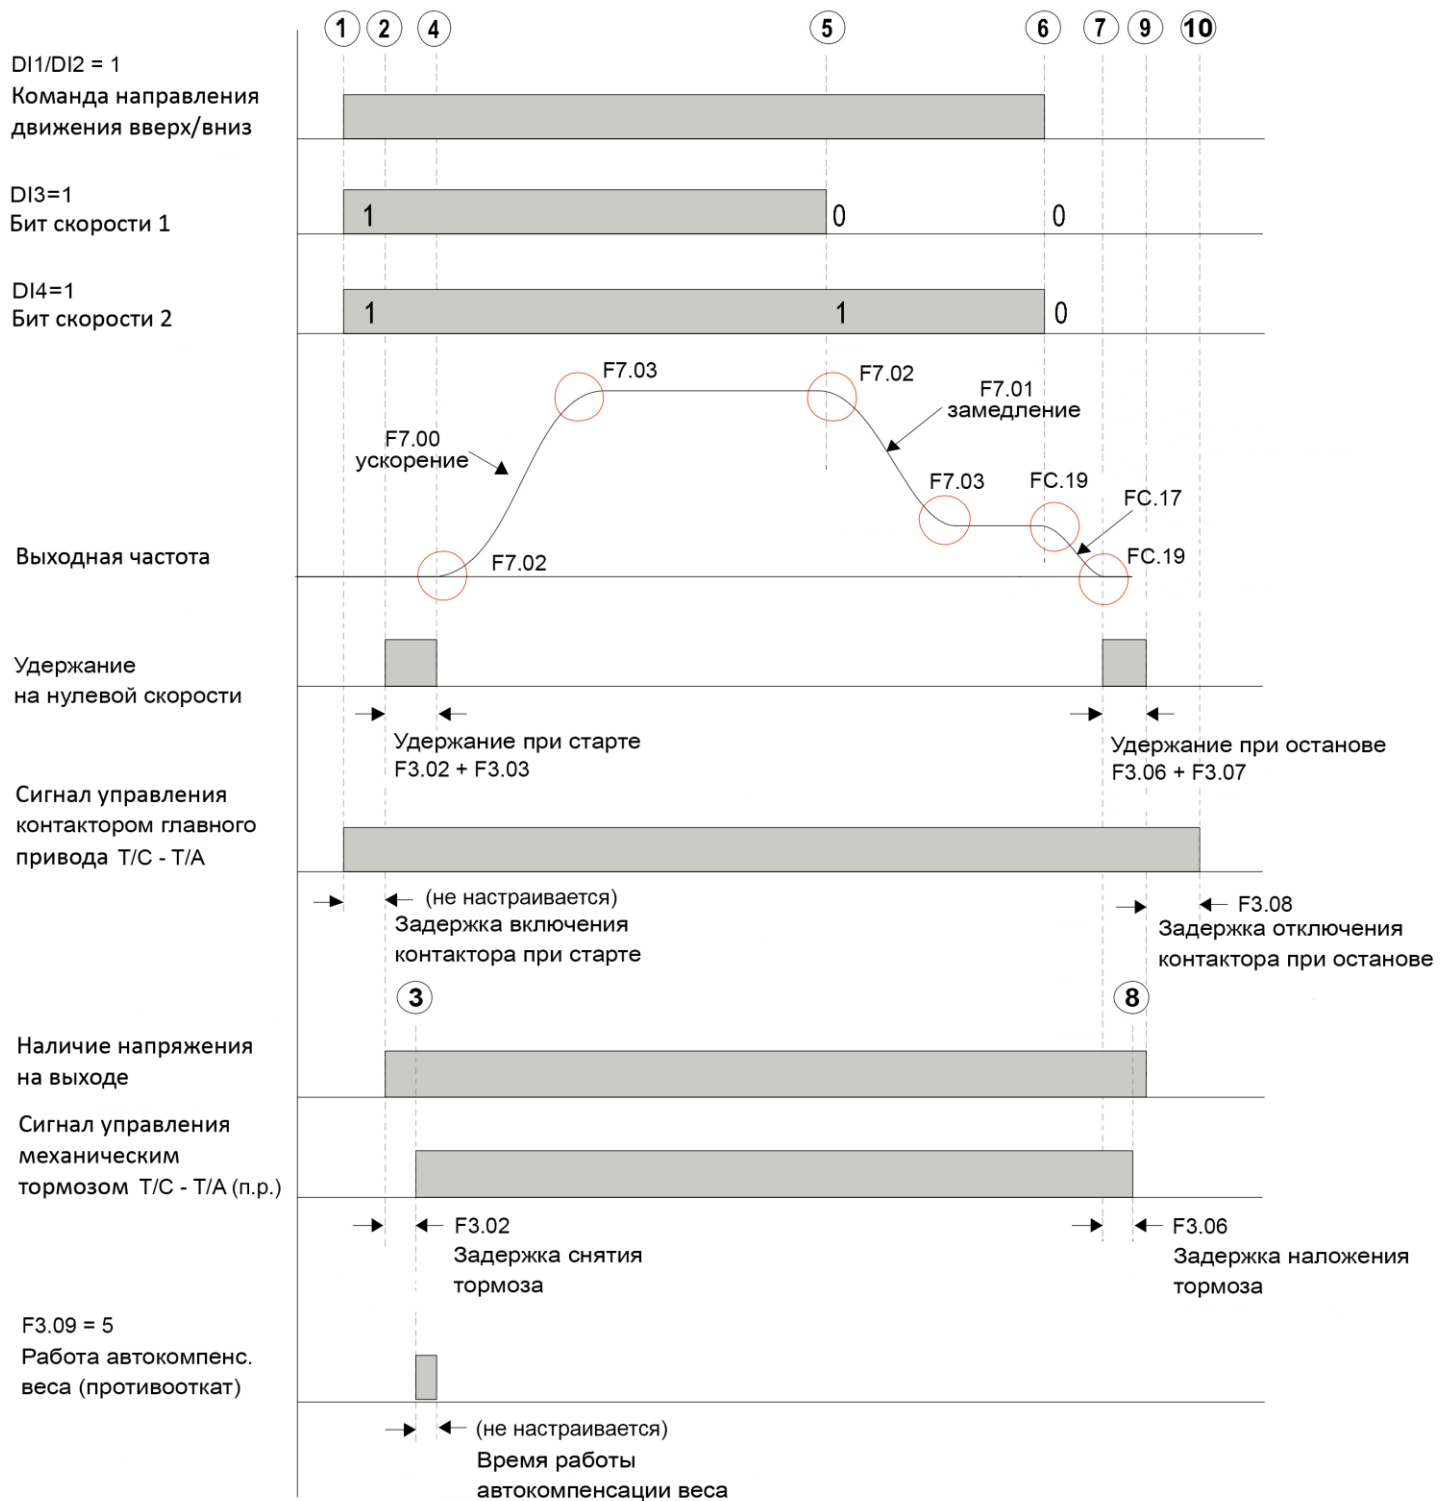 1 2 4 5 6 7 9 10
DI1/DI2 = 1
Команда направления
движения вверх/вниз
DI3=1
Бит скорости 1
1 0 0
DI4=1
Бит скорости 2
1 1 0
F7.03
F7.02
F7.01
замедление
F7.00
ускорение
F7.03
FC.19
FC.17
Выходная частота
F7.02
FC.19
Удержание
на нулевой скорости
Удержание при старте
F3.02 + F3.03
Удержание при останове
F3.06 + F3.07
Сигнал управления
контактором главного
привода T/C - T/A
(не настраивается)
Задержка включения
контактора при старте
F3.08
Задержка отключения
контактора при останове
3 8
Наличие напряжения
на выходе
Сигнал управления
механическим
тормозом T/C - T/A (п.р.)
F3.02
Задержка снятия
тормоза
F3.06
Задержка наложения
тормоза
F3.09 = 5
Работа автокомпенс.
веса (противооткат)
(не настраивается)
Время работы
автокомпенсации веса